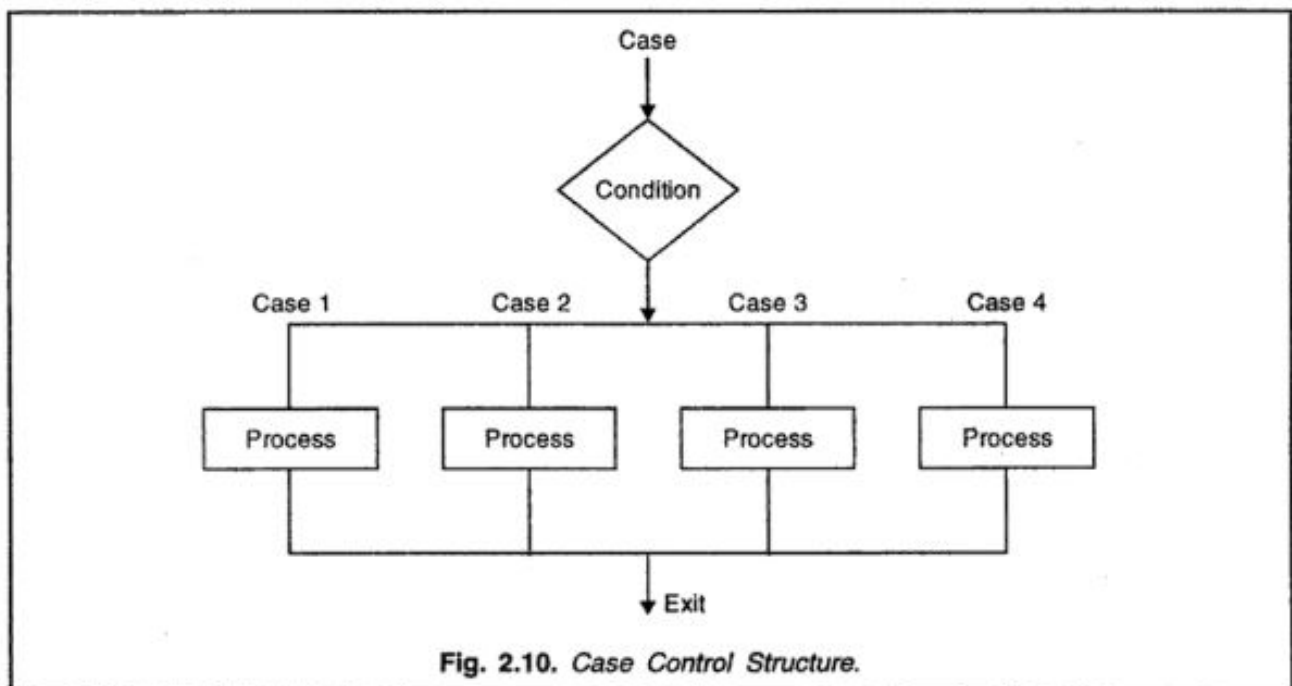 Case
Condition
Case 1 Case 2 Case 3 Case 4
Process Process Process Process
Exit
Fig. 2.10. Case Control Structure.